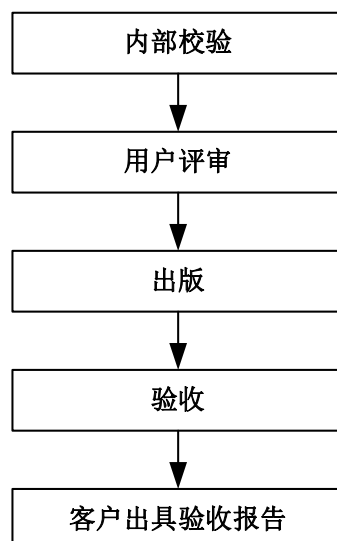 内部校验
用户评审
出版
验收
客户出具验收报告